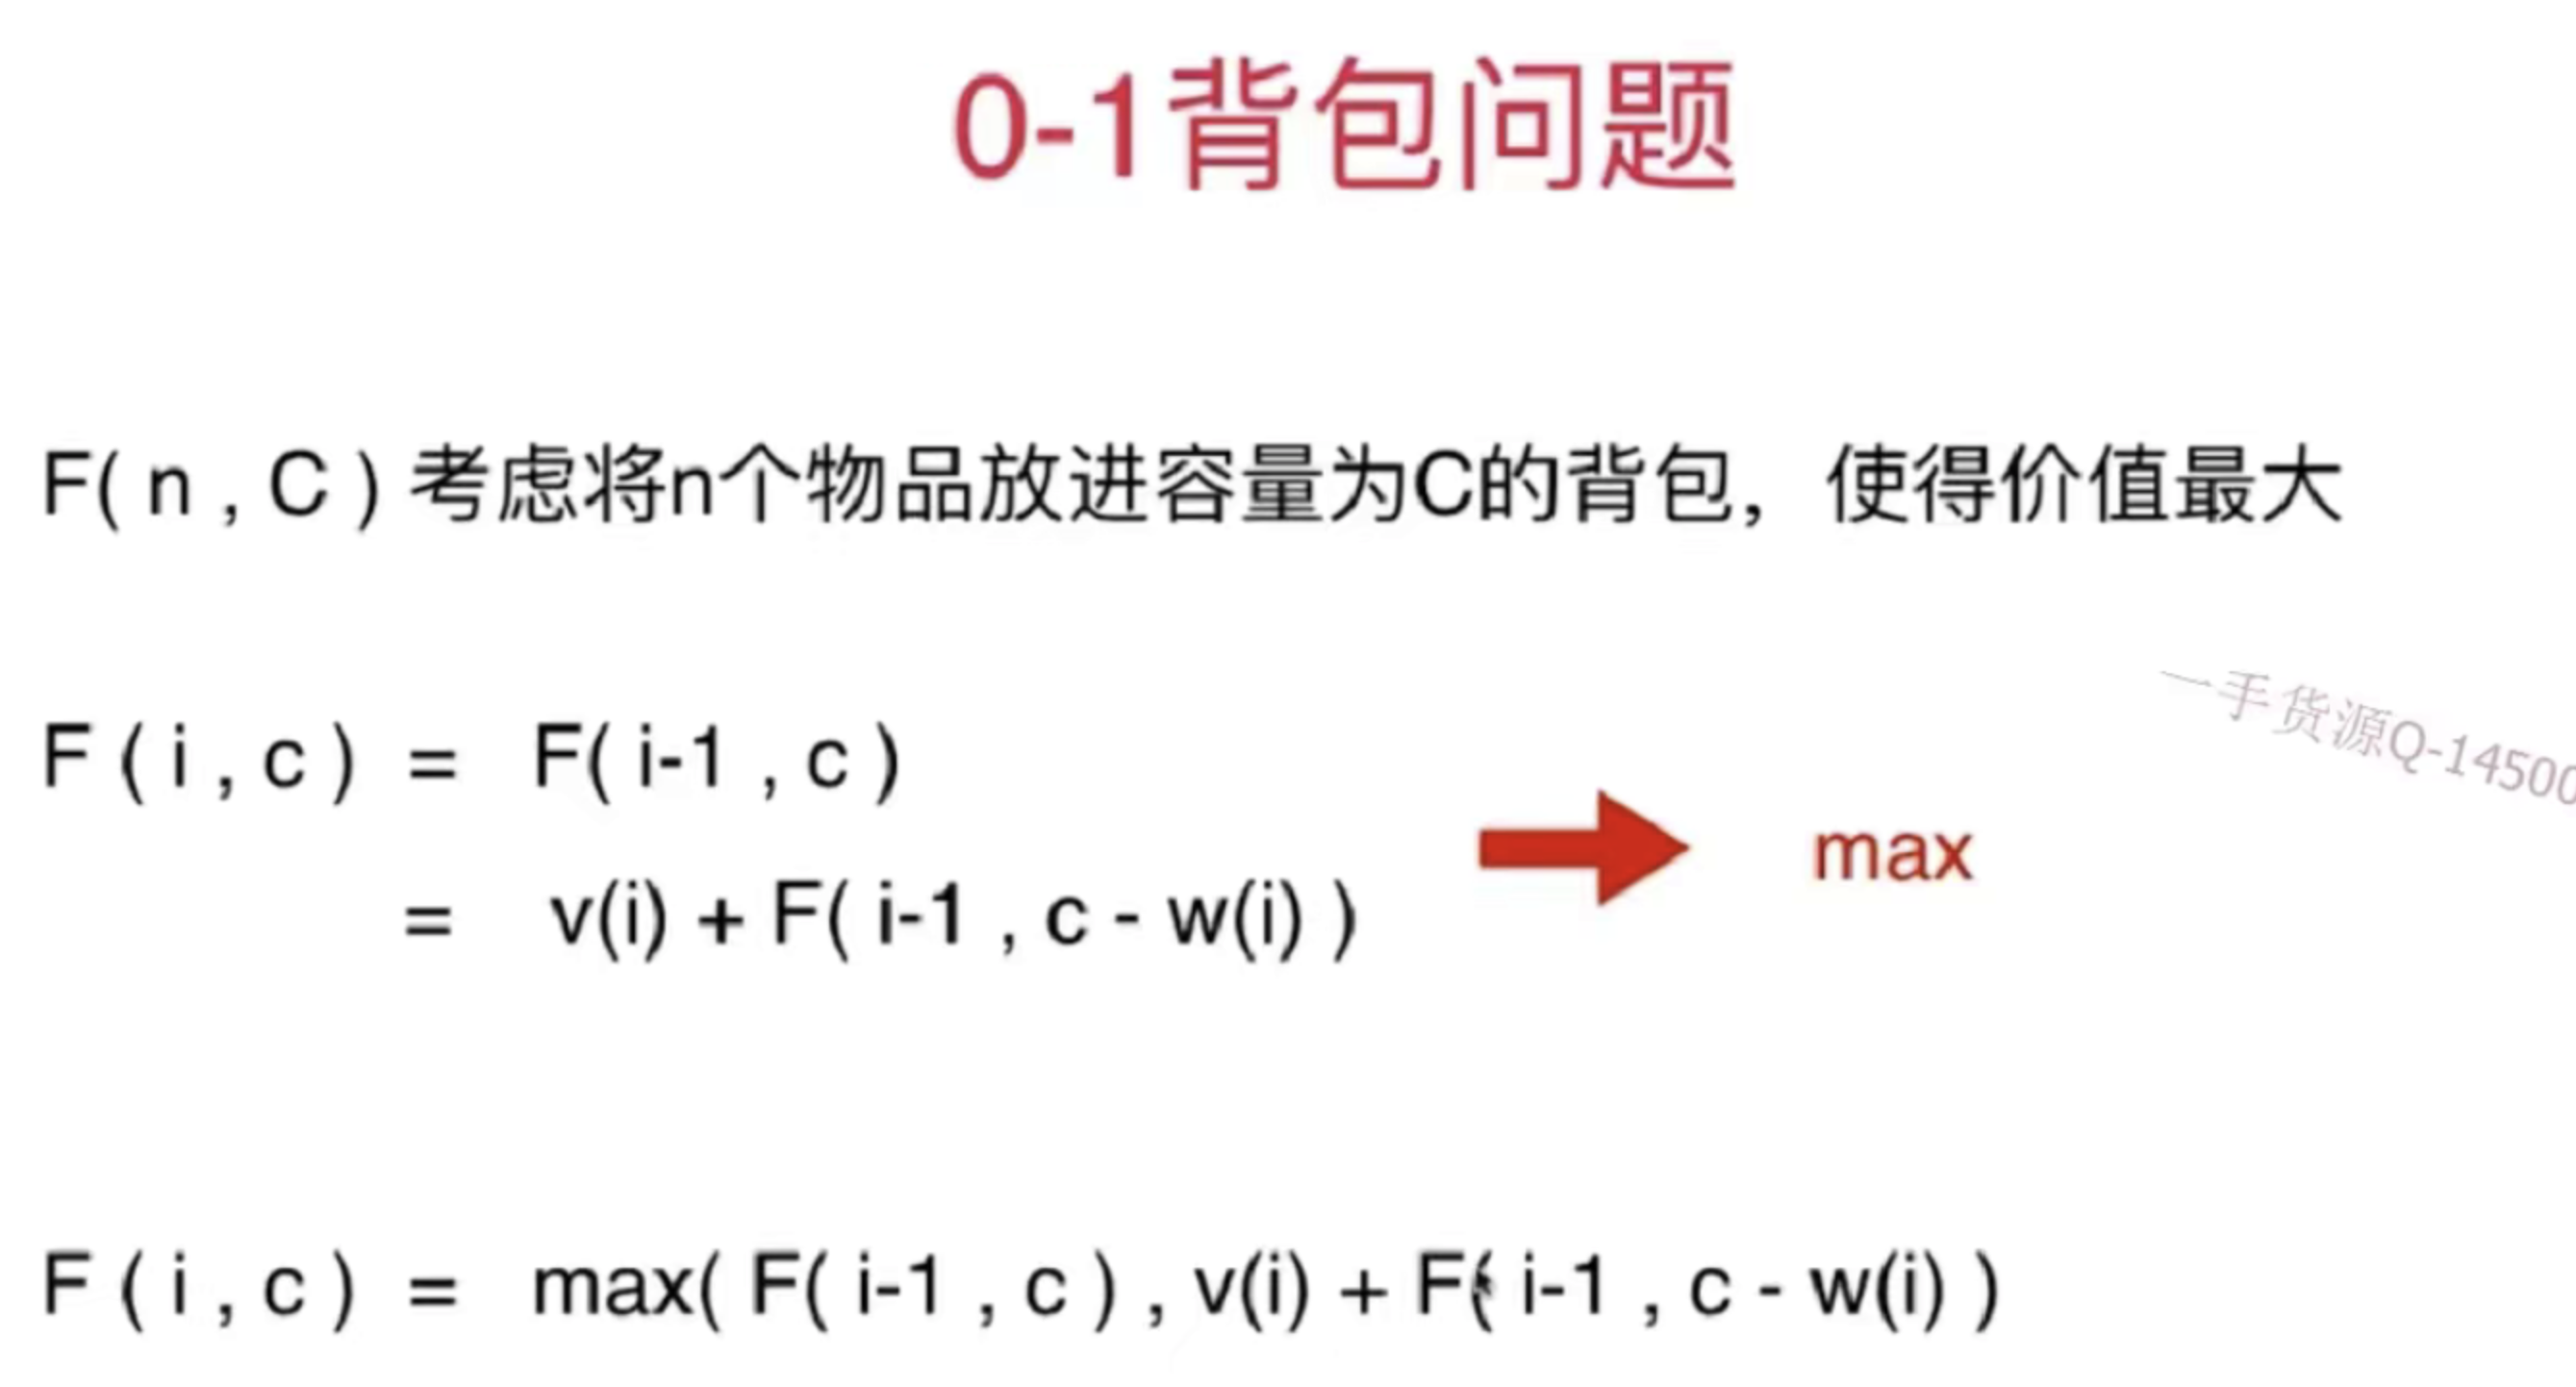 0-1背包问题
F( n , C ) 考虑将n个物品放进容量为C的背包，使得价值最大
F ( i , c ) = F( i-1 , c )
= v(i) + F( i-1 , c - w(i) )
max
一手货源Q-14500
F ( i , c ) = max( F( i-1 , c ) , v(i) + F( i-1 , c - w(i) )